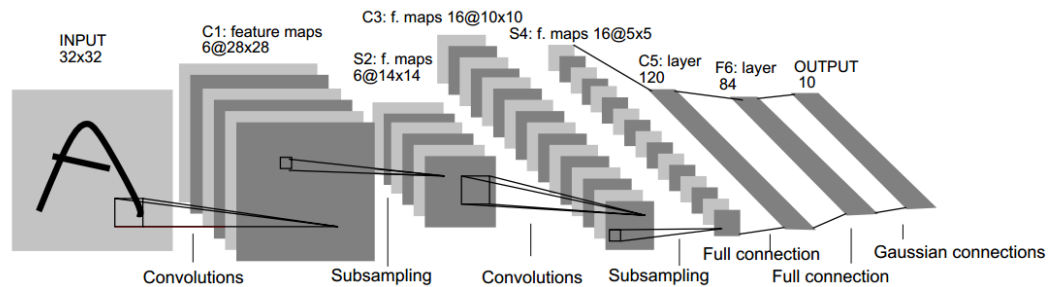 INPUT
32x32
C1: feature maps
6@28x28
S2: f. maps
6@14x14
C3: f. maps 16@10x10
S4: f. maps 16@5x5
C5: layer
120
F6: layer
84
OUTPUT
10
Convolutions
Subsampling
Convolutions
Subsampling
Full connection
Full connection
Gaussian connections